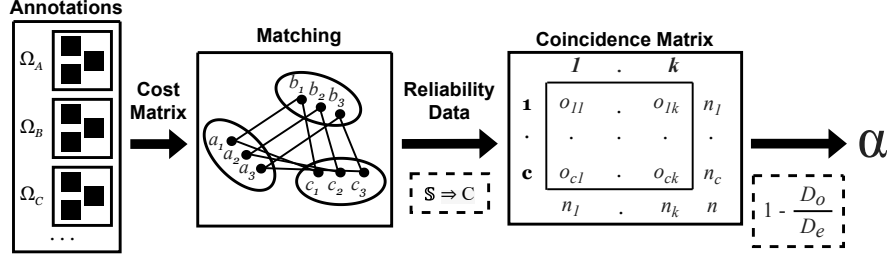 Annotations
Ω_A
Ω_B
Ω_C
...
Cost
Matrix
Matching
b_1 b_2 b_3
a_1
a_2
a_3
c_1 c_2 c_3
Reliability
Data
𝕊 ⇒ C
Coincidence Matrix
1 . k
1 o_11 . o_1k n_1
. . . . .
c o_c1 . o_ck n_c
n_1 . n_k n
α
1 - D_o / D_e